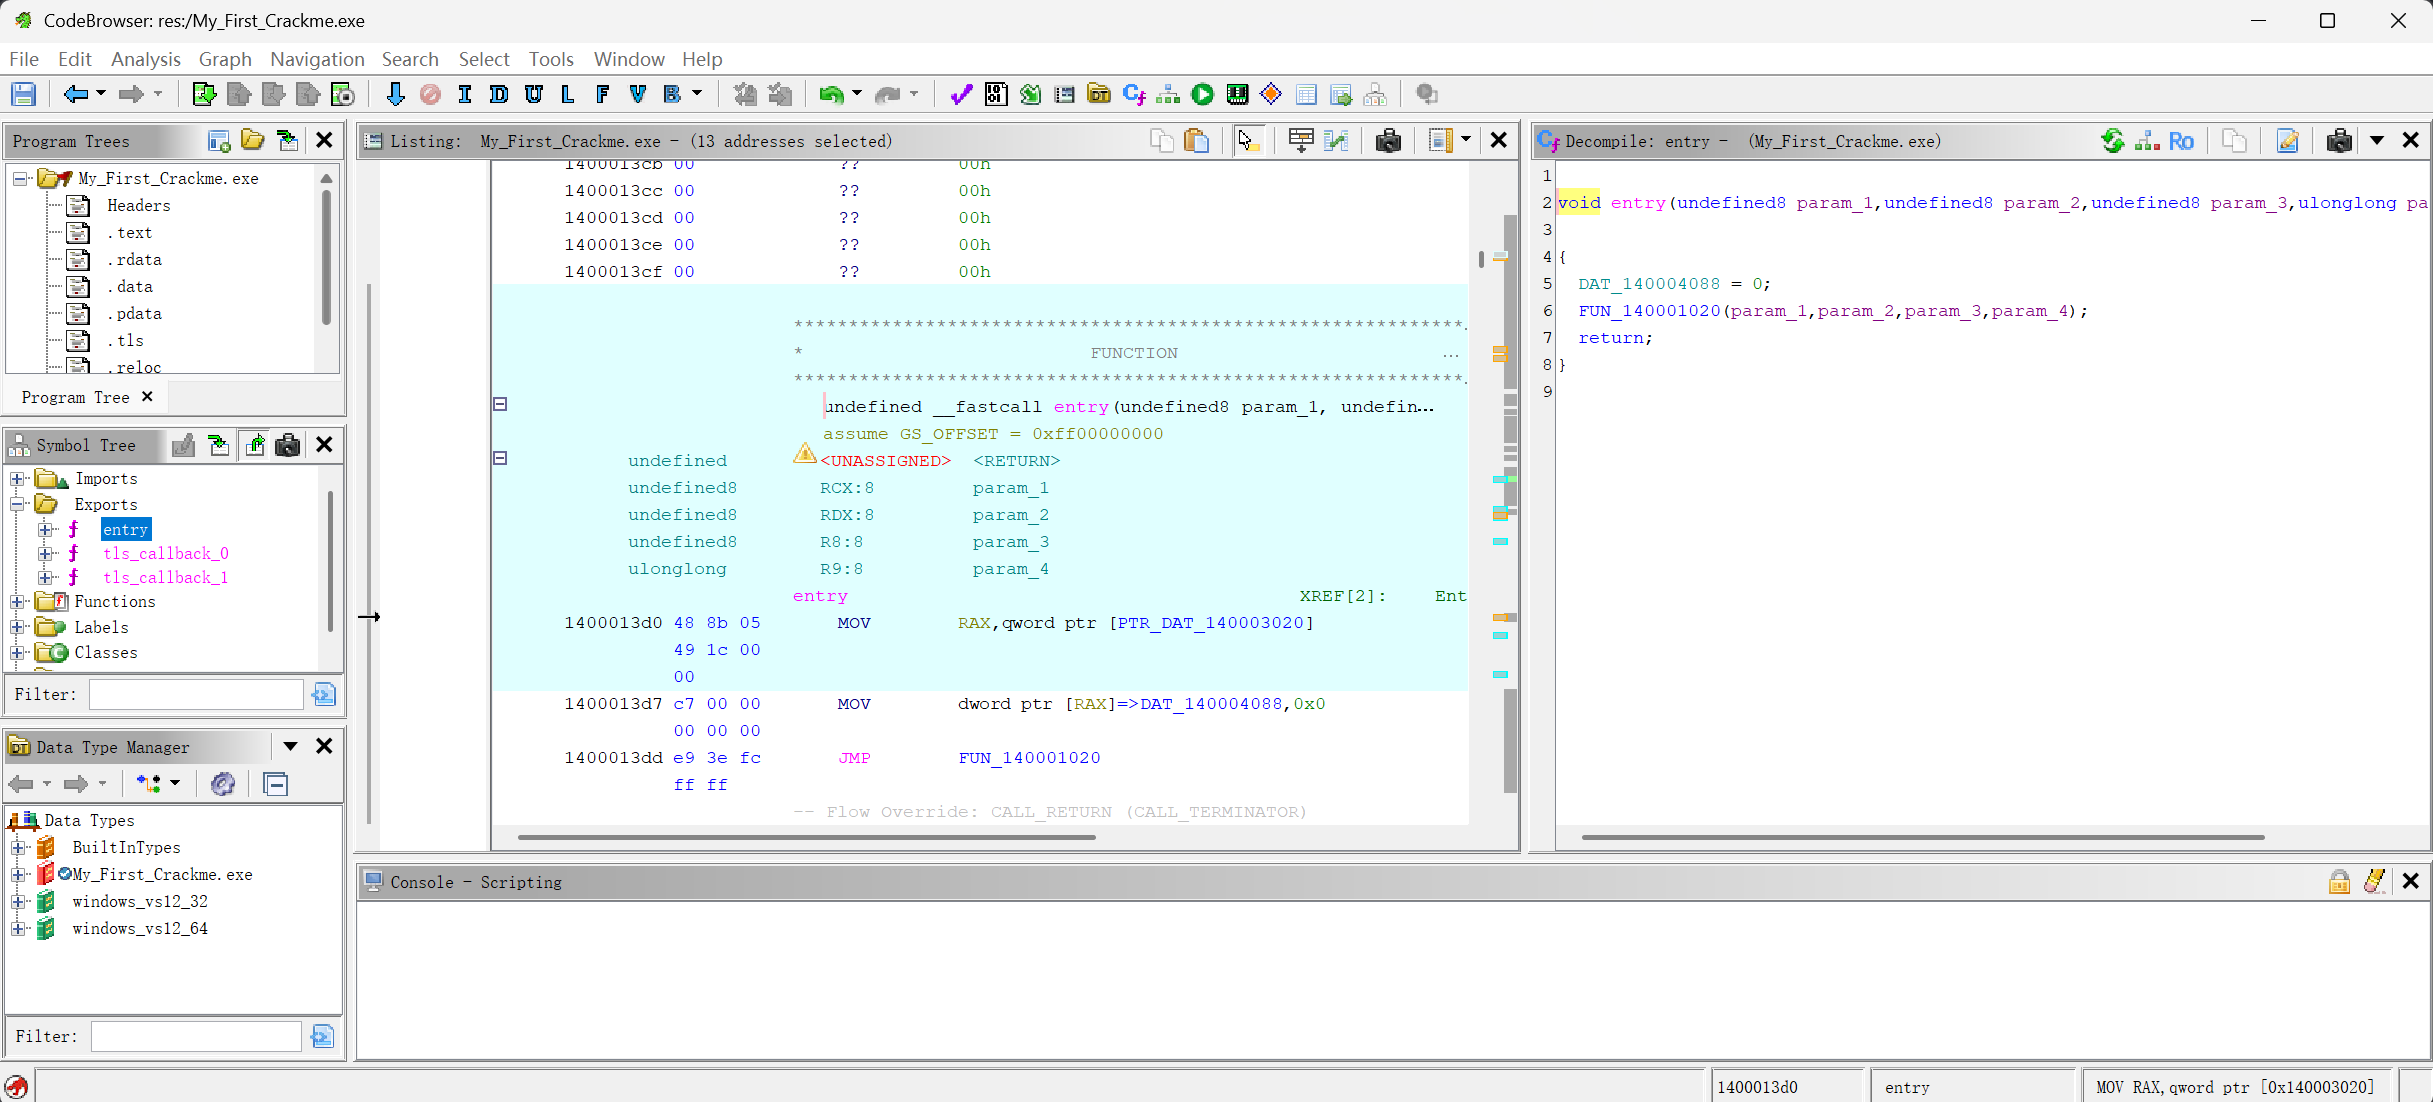 CodeBrowser: res:/My_First_Crackme.exe
File Edit Analysis Graph Navigation Search Select Tools Window Help
I D U L F V B
Program Trees
My_First_Crackme.exe
Headers
.text
.rdata
.data
.pdata
.tls
.reloc
Program Tree
Symbol Tree
Imports
Exports
entry
tls_callback_0
tls_callback_1
Functions
Labels
Classes
Filter:
Data Type Manager
Data Types
BuiltInTypes
My_First_Crackme.exe
windows_vs12_32
windows_vs12_64
Filter:
Listing: My_First_Crackme.exe - (13 addresses selected)
1400013cb 00 ?? 00h
1400013cc 00 ?? 00h
1400013cd 00 ?? 00h
1400013ce 00 ?? 00h
1400013cf 00 ?? 00h
* FUNCTION ...
undefined __fastcall entry(undefined8 param_1, undefin...
assume GS_OFFSET = 0xff00000000
undefined <UNASSIGNED> <RETURN>
undefined8 RCX:8 param_1
undefined8 RDX:8 param_2
undefined8 R8:8 param_3
ulonglong R9:8 param_4
entry XREF[2]: Ent
1400013d0 48 8b 05 MOV RAX,qword ptr [PTR_DAT_140003020]
49 1c 00
00
1400013d7 c7 00 00 MOV dword ptr [RAX]=>DAT_140004088,0x0
00 00 00
1400013dd e9 3e fc JMP FUN_140001020
ff ff
-- Flow Override: CALL_RETURN (CALL_TERMINATOR)
Decompile: entry - (My_First_Crackme.exe)
Ro
1
2 void entry(undefined8 param_1,undefined8 param_2,undefined8 param_3,ulonglong pa
3
4 {
5 DAT_140004088 = 0;
6 FUN_140001020(param_1,param_2,param_3,param_4);
7 return;
8 }
9
Console - Scripting
1400013d0 entry MOV RAX,qword ptr [0x140003020]